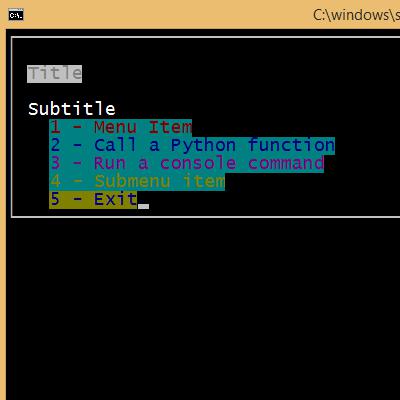 C:\windows\s
Title
Subtitle
1 - Menu Item
2 - Call a Python function
3 - Run a console command
4 - Submenu item
5 - Exit